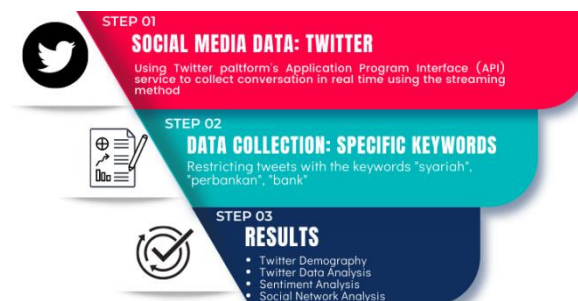 STEP 01
SOCIAL MEDIA DATA: TWITTER
Using Twitter paltform's Application Program Interface (API)
service to collect conversation in real time using the streaming
method
STEP 02
DATA COLLECTION: SPECIFIC KEYWORDS
Restricting tweets with the keywords "syariah",
"perbankan", "bank"
STEP 03
RESULTS
• Twitter Demography
• Twitter Data Analysis
• Sentiment Analysis
• Social Network Analysis